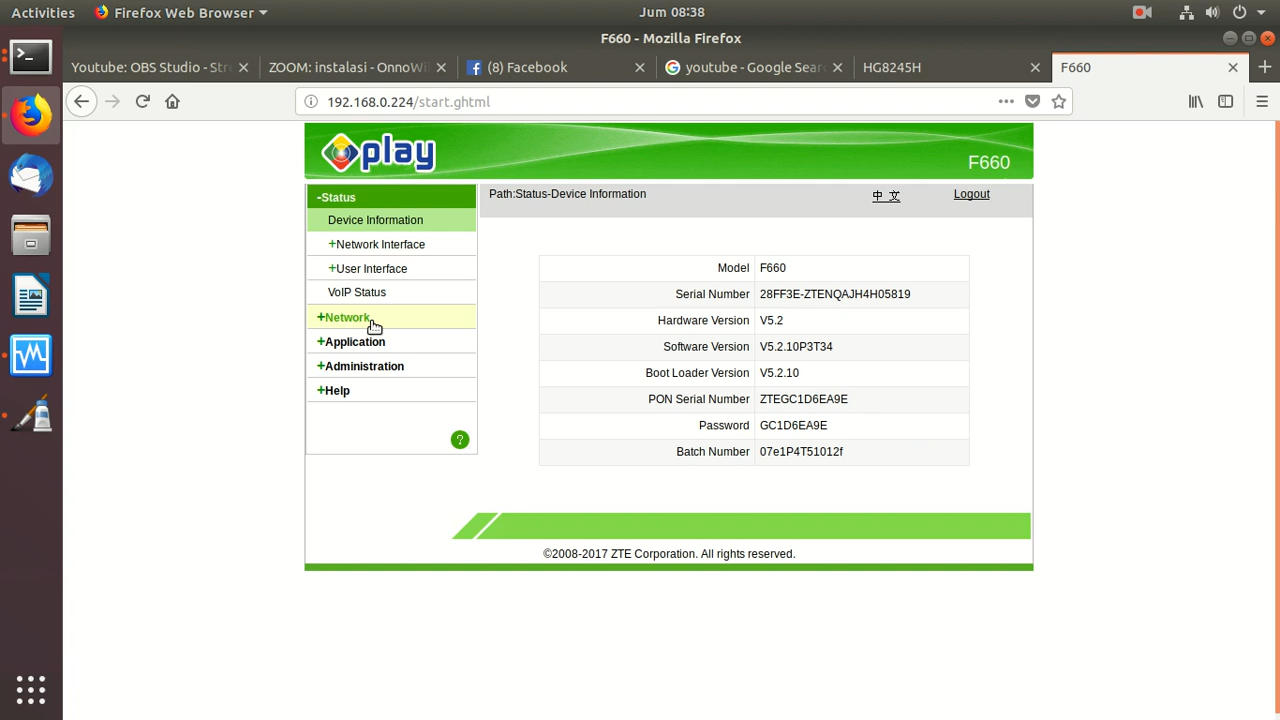 Activities Firefox Web Browser Jum 08:38
F660 - Mozilla Firefox
Youtube: OBS Studio - Str ZOOM: instalasi - OnnoWi (8) Facebook youtube - Google Sear HG8245H F660
192.168.0.224/start.ghtml
play F660
-Status
Path:Status-Device Information 中 文 Logout
Device Information
+Network Interface
+User Interface
VoIP Status
+Network
+Application
+Administration
+Help
?
Model F660
Serial Number 28FF3E-ZTENQAJH4H05819
Hardware Version V5.2
Software Version V5.2.10P3T34
Boot Loader Version V5.2.10
PON Serial Number ZTEGC1D6EA9E
Password GC1D6EA9E
Batch Number 07e1P4T51012f
©2008-2017 ZTE Corporation. All rights reserved.